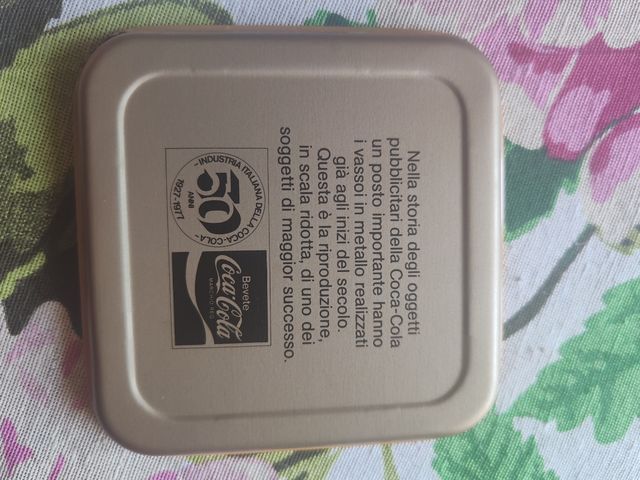 Nella storia degli oggetti
pubblicitari della Coca-Cola
un posto importante hanno
i vassoi in metallo realizzati
già agli inizi del secolo.
Questa è la riproduzione,
in scala ridotta, di uno dei
soggetti di maggior successo.
-INDUSTRIA ITALIANA DELLA COCA-COLA-
50
ANNI
1927-1977
Bevete
Coca-Cola
MARCHIO REG.